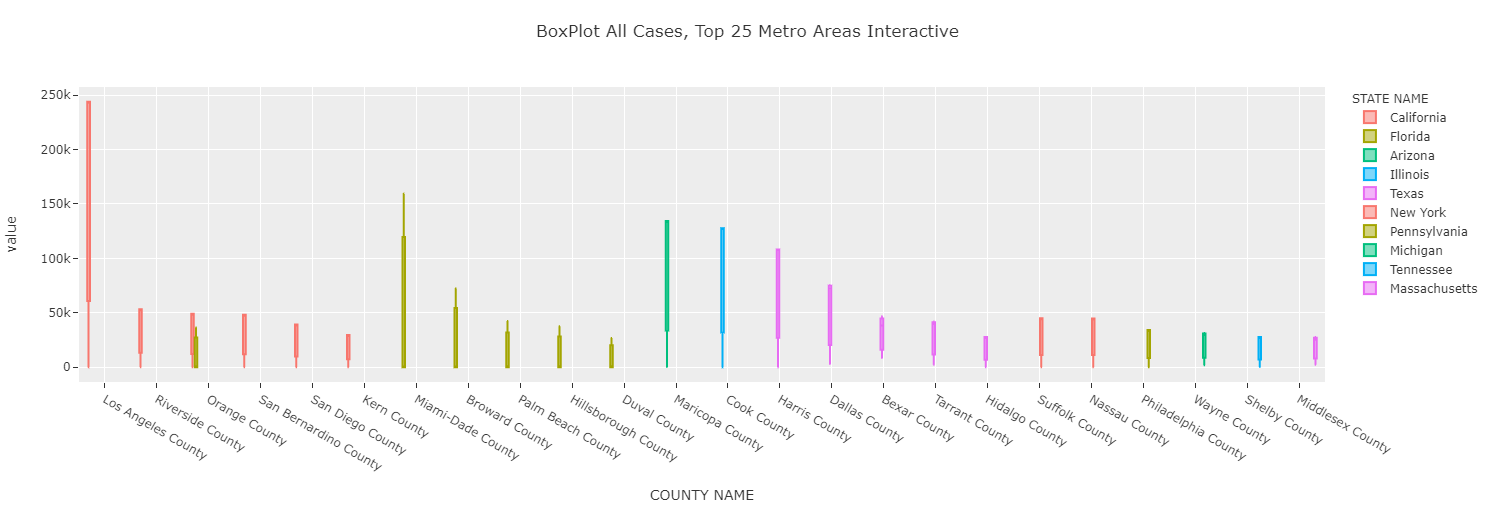 BoxPlot All Cases, Top 25 Metro Areas Interactive
250k
200k
150k
100k
50k
0
value
Los Angeles County
Riverside County
Orange County
San Bernardino County
San Diego County
Kern County
Miami-Dade County
Broward County
Palm Beach County
Hillsborough County
Duval County
Maricopa County
Cook County
Harris County
Dallas County
Bexar County
Tarrant County
Hidalgo County
Suffolk County
Nassau County
Philadelphia County
Wayne County
Shelby County
Middlesex County
COUNTY NAME
STATE NAME
California
Florida
Arizona
Illinois
Texas
New York
Pennsylvania
Michigan
Tennessee
Massachusetts